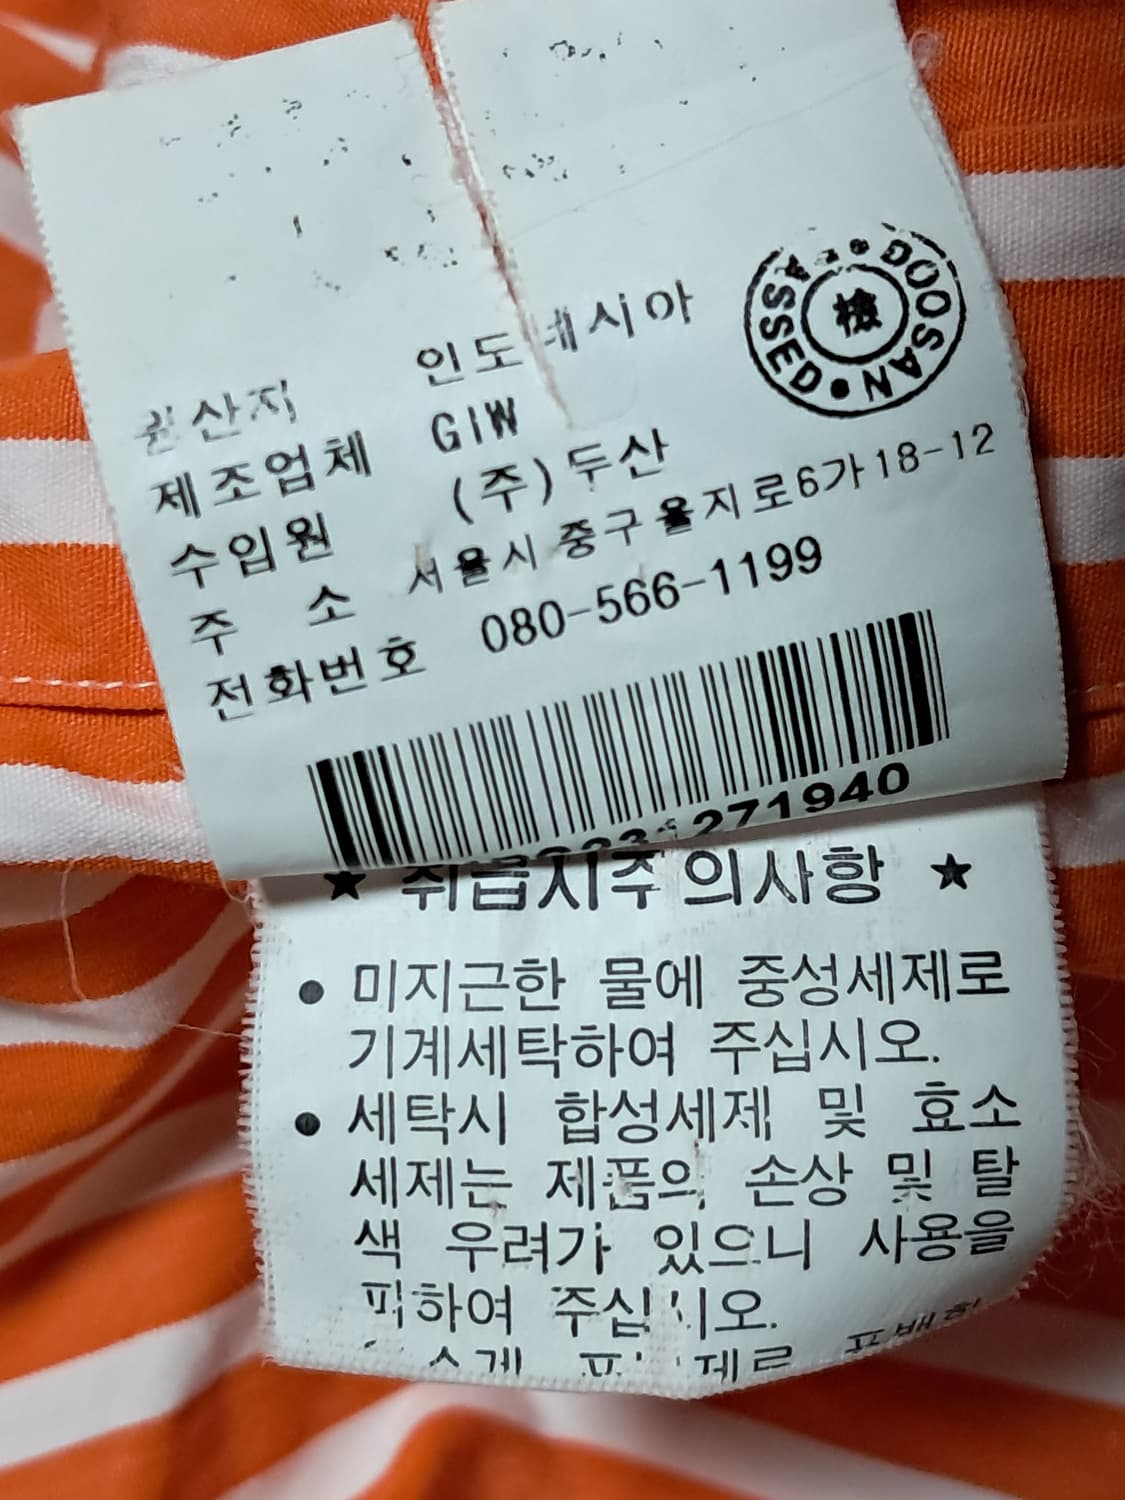 원산지 인도네시아
제조업체 GIW
수입원 (주)두산
주 소 서울시 중구 을지로6가 18-12
전화번호 080-566-1199
DOOSAN
검
檢
271940
★ 취급시주의사항 ★
● 미지근한 물에 중성세제로
기계세탁하여 주십시오.
● 세탁시 합성세제 및 효소
세제는 제품의 손상 및 탈
색 우려가 있으니 사용을
피하여 주십시오.